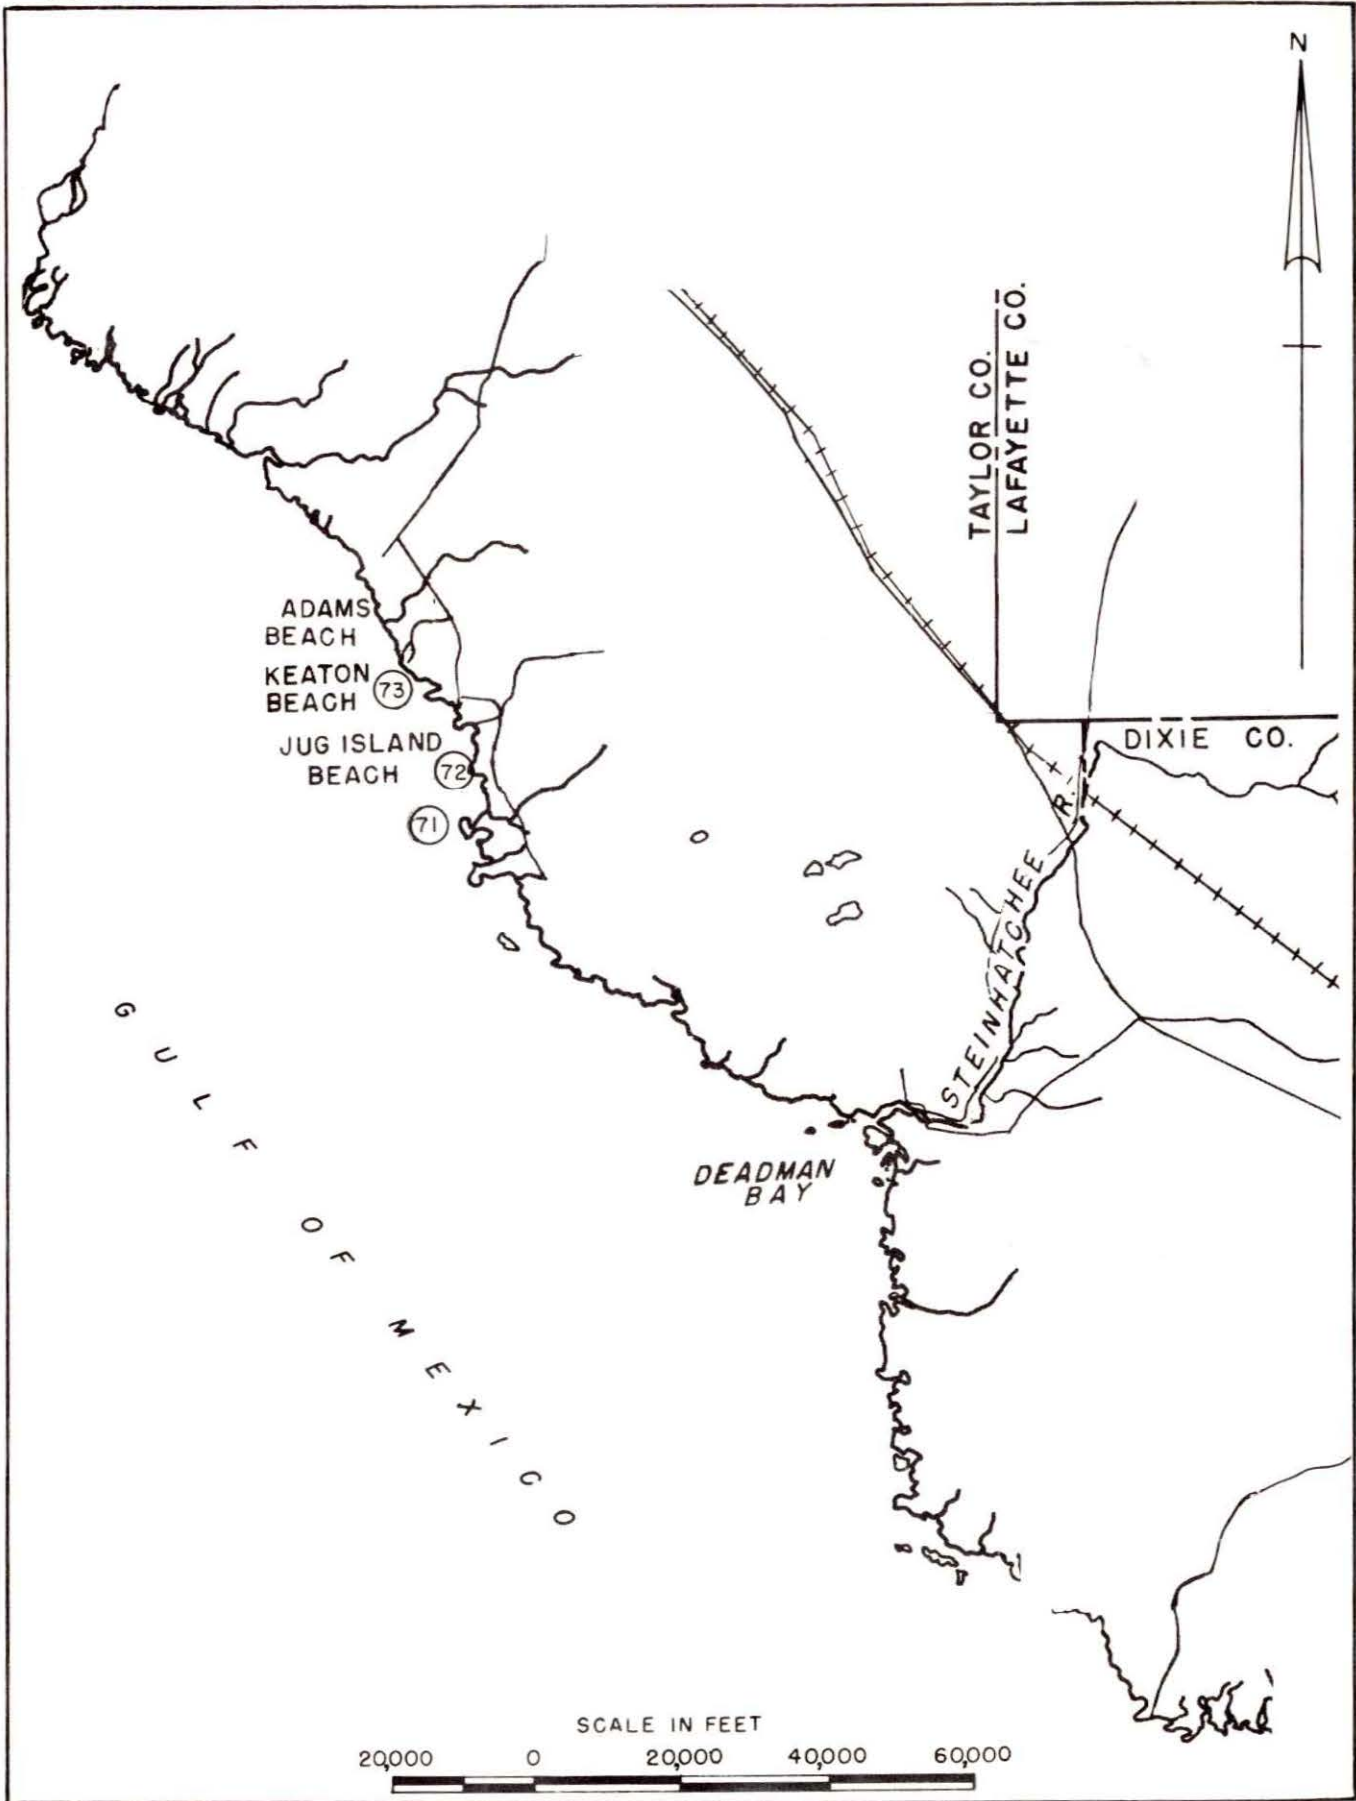 N
TAYLOR CO.
LAFAYETTE CO.
ADAMS
BEACH
KEATON
BEACH
73
JUG ISLAND
BEACH
72
71
DIXIE CO.
STEINHATCHEE R.
DEADMAN
BAY
GULF OF MEXICO
SCALE IN FEET
20,000 0 20,000 40,000 60,000